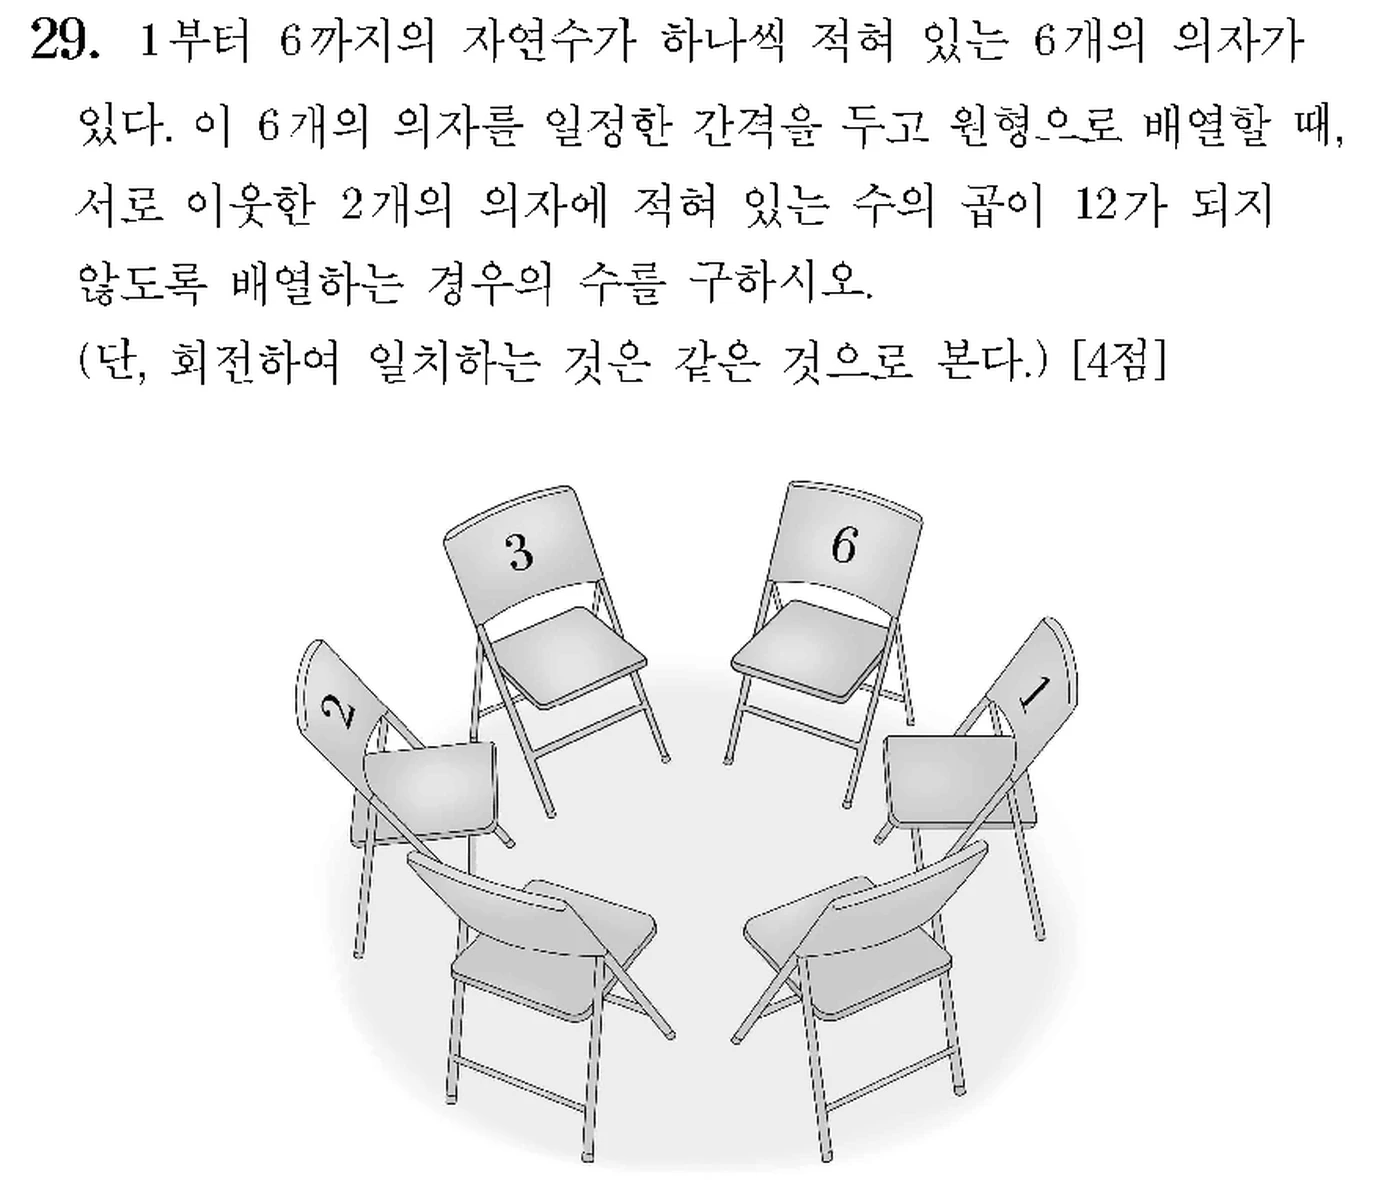 29. 1부터 6까지의 자연수가 하나씩 적혀 있는 6개의 의자가
있다. 이 6개의 의자를 일정한 간격을 두고 원형으로 배열할 때,
서로 이웃한 2개의 의자에 적혀 있는 수의 곱이 12가 되지
않도록 배열하는 경우의 수를 구하시오.
(단, 회전하여 일치하는 것은 같은 것으로 본다.) [4점]
3
6
2
1